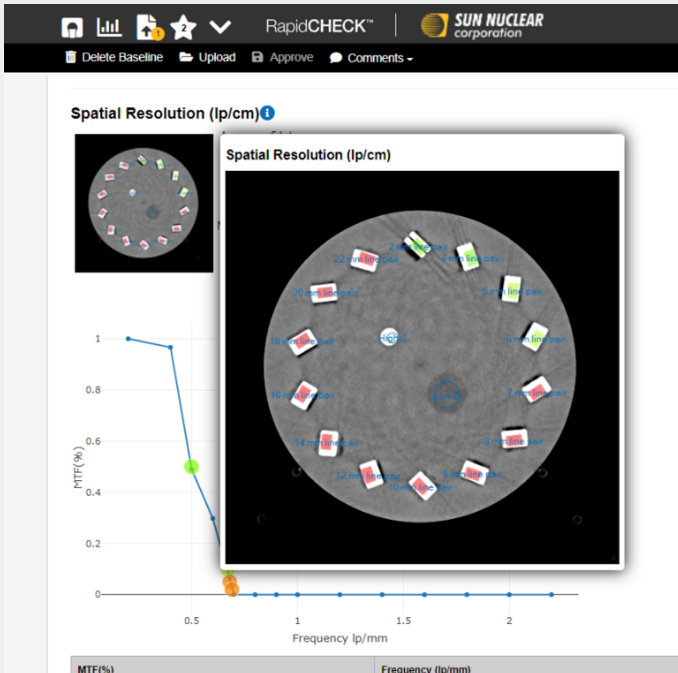 1
2
RapidCHECK™
SUN NUCLEAR
corporation
Delete Baseline
Upload
Approve
Comments
Spatial Resolution (lp/cm)
Spatial Resolution (lp/cm)
2 mm line pair
22 mm line pair
4 mm line pair
20 mm line pair
5 mm line pair
18 mm line pair
6 mm line pair
16 mm line pair
7 mm line pair
14 mm line pair
8 mm line pair
12 mm line pair
9 mm line pair
10 mm line pair
1
0.8
0.6
0.4
0.2
0
MTF(%)
0.5
1
1.5
2
Frequency lp/mm
MTF(%)
Frequency (lp/mm)